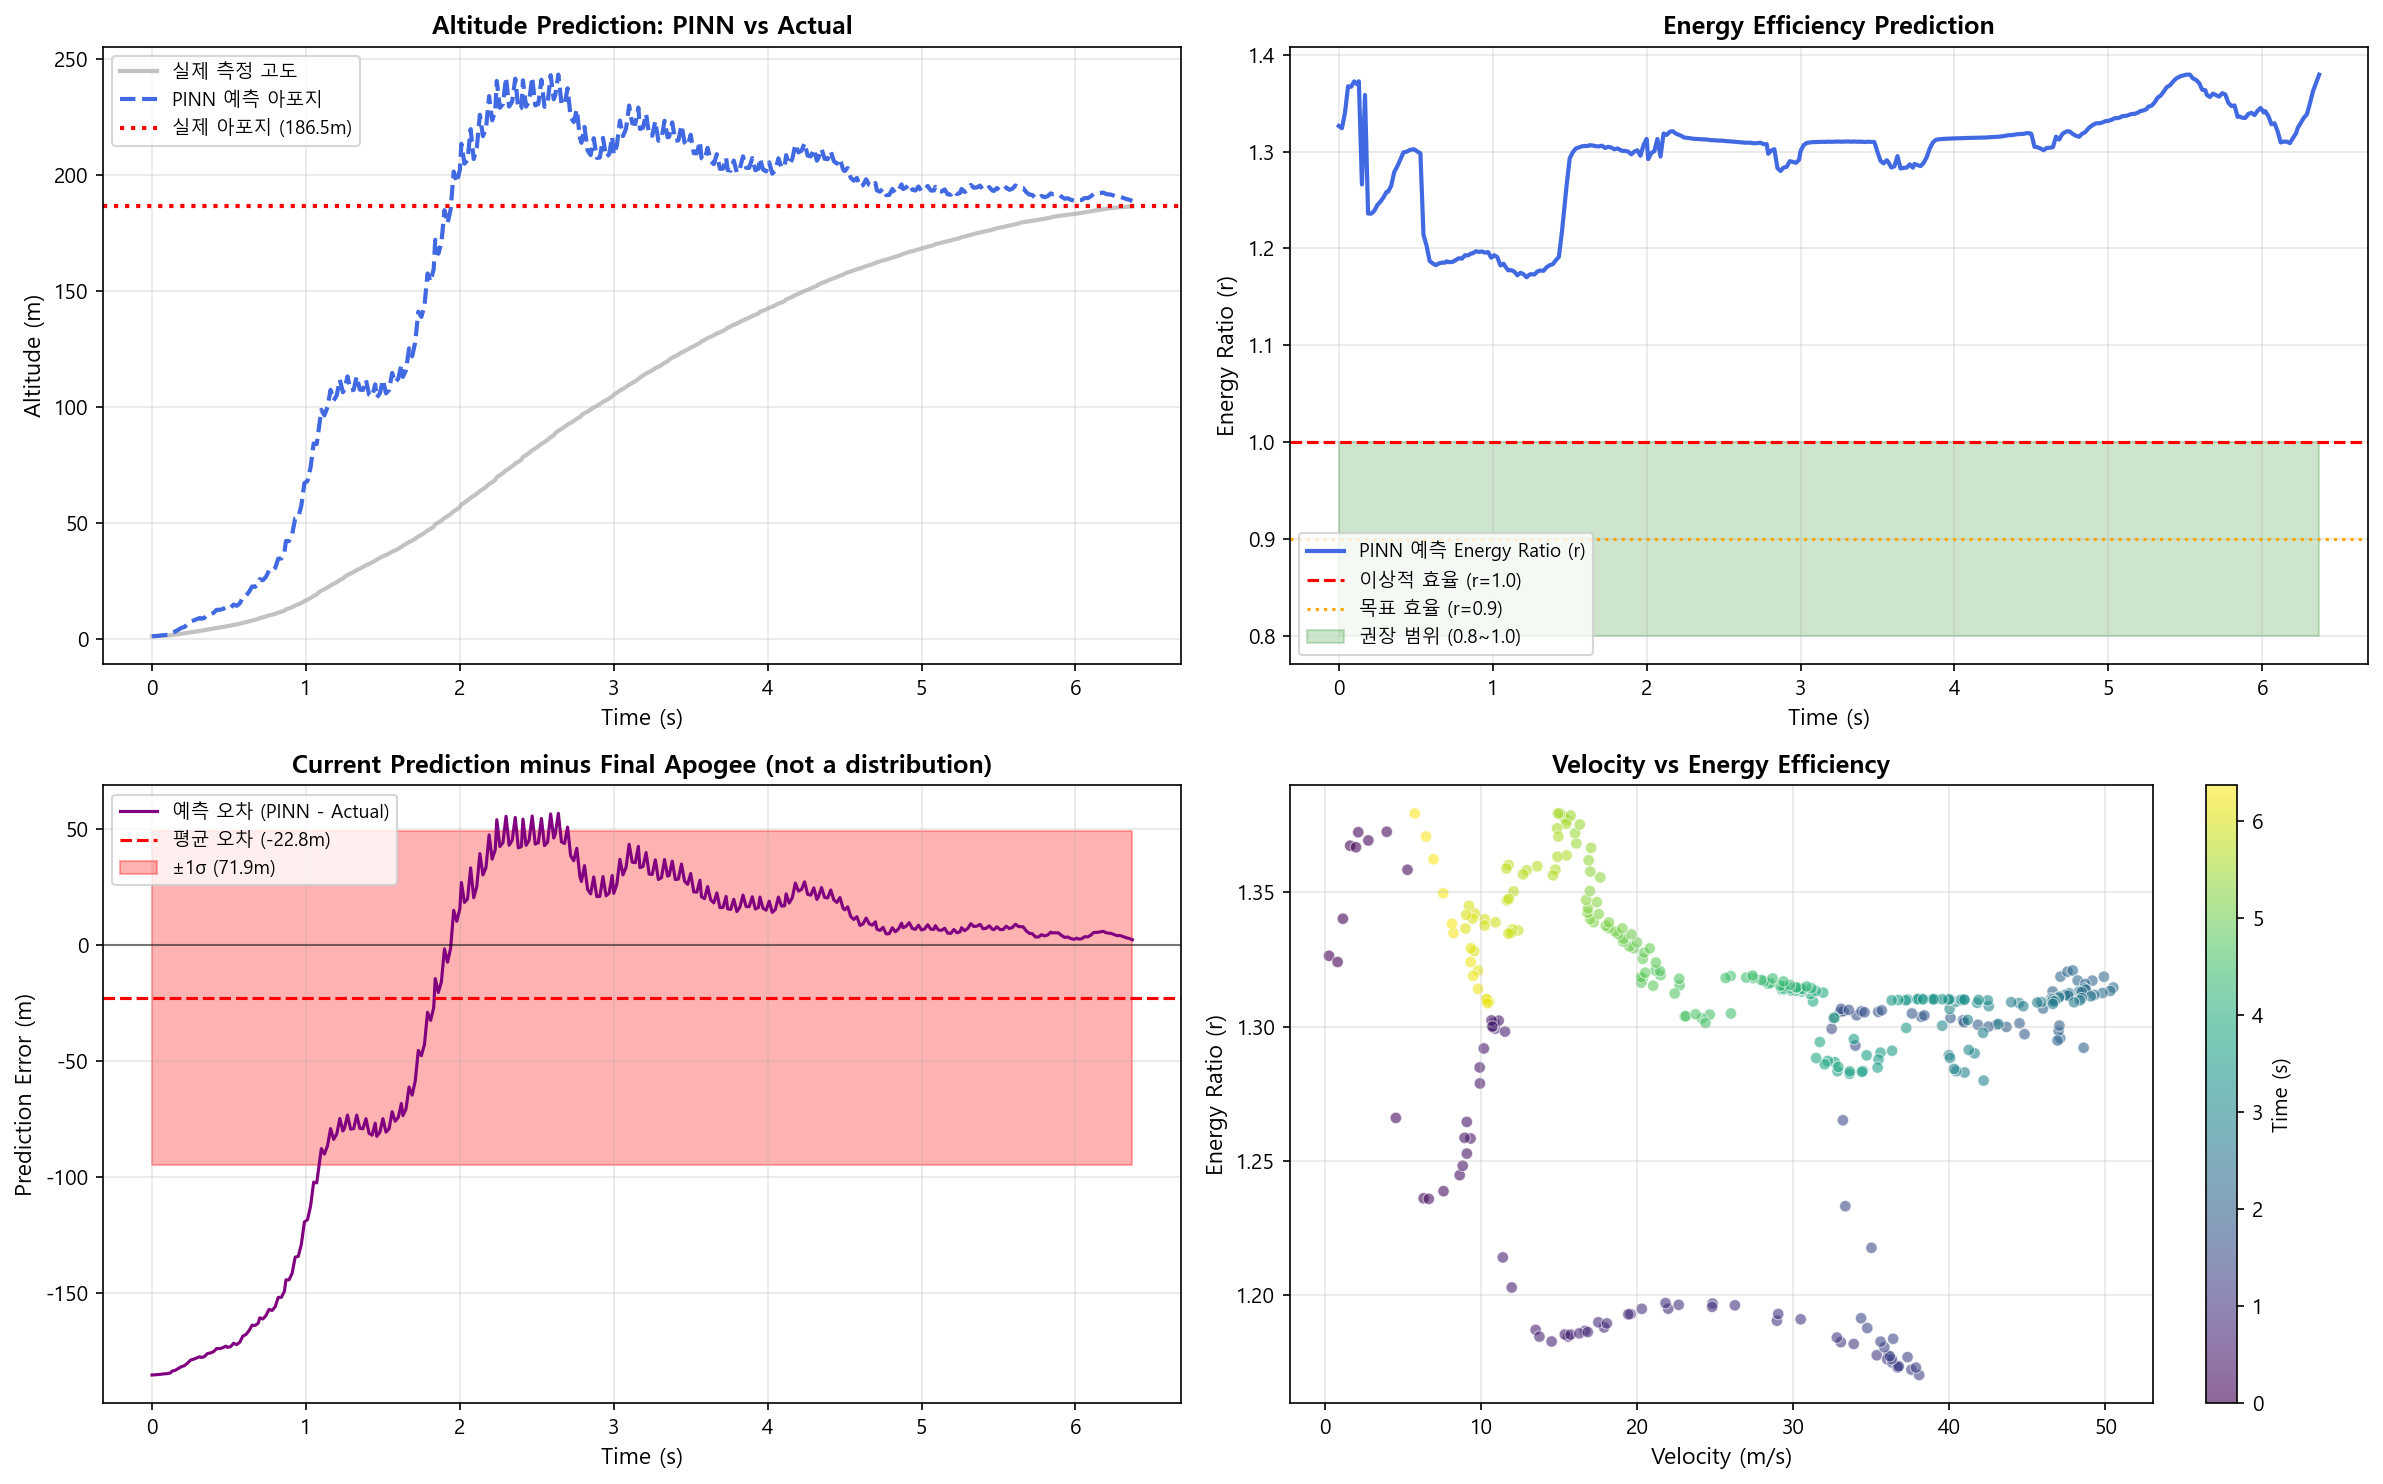 Altitude Prediction: PINN vs Actual
실제 측정 고도
PINN 예측 아포지
실제 아포지 (186.5m)
Altitude (m)
250
200
150
100
50
0
0 1 2 3 4 5 6
Time (s)
Energy Efficiency Prediction
Energy Ratio (r)
1.4
1.3
1.2
1.1
1.0
0.9
0.8
PINN 예측 Energy Ratio (r)
이상적 효율 (r=1.0)
목표 효율 (r=0.9)
권장 범위 (0.8~1.0)
0 1 2 3 4 5 6
Time (s)
Current Prediction minus Final Apogee (not a distribution)
예측 오차 (PINN - Actual)
평균 오차 (-22.8m)
±1σ (71.9m)
Prediction Error (m)
50
0
-50
-100
-150
0 1 2 3 4 5 6
Time (s)
Velocity vs Energy Efficiency
Energy Ratio (r)
1.35
1.30
1.25
1.20
0 10 20 30 40 50
Velocity (m/s)
6
5
4
3
2
1
0
Time (s)